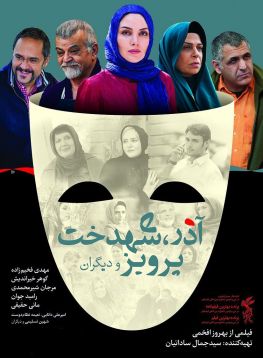 آذر، شهدخت
پرویز و دیگران
مهدی فخیم‌زاده
گوهر خیراندیش
مرجان شیرمحمدی
رامبد جوان
مانی حقیقی
فیلمی از بهروز افخمی
تهیه‌کننده: سیدجمال ساداتیان